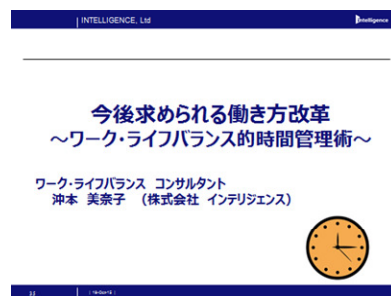 INTELLIGENCE, Ltd
Intelligence
今後求められる働き方改革
～ワーク・ライフバランス的時間管理術～
ワーク・ライフバランス コンサルタント
沖本 美奈子 （株式会社 インテリジェンス）